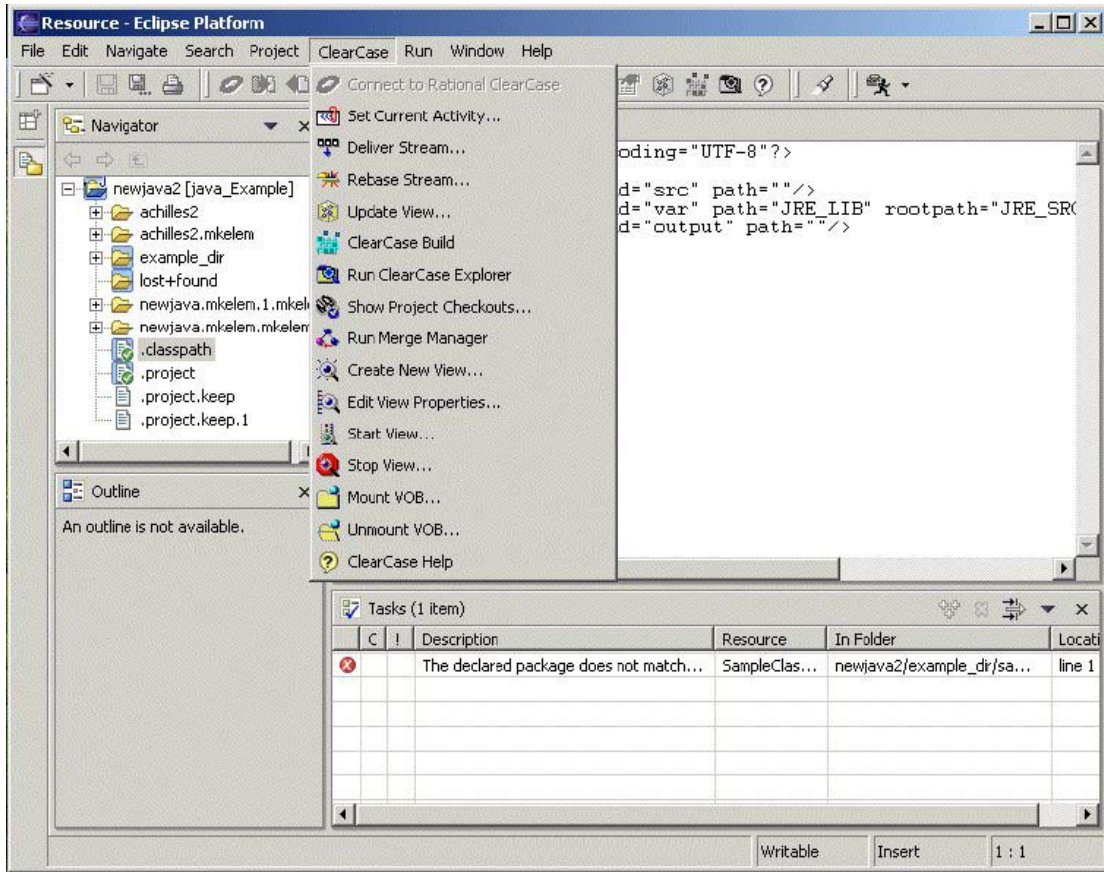 Resource - Eclipse Platform
File Edit Navigate Search Project ClearCase Run Window Help
Navigator
newjava2 [java_Example]
achilles2
achilles2.mkelem
example_dir
lost+found
newjava.mkelem.1.mkel
newjava.mkelem.mkelem
.classpath
.project
.project.keep
.project.keep.1
Outline
An outline is not available.
Connect to Rational ClearCase
Set Current Activity...
Deliver Stream...
Rebase Stream...
Update View...
ClearCase Build
Run ClearCase Explorer
Show Project Checkouts...
Run Merge Manager
Create New View...
Edit View Properties...
Start View...
Stop View...
Mount VOB...
Unmount VOB...
ClearCase Help
oding="UTF-8"?>
d="src" path=""/>
d="var" path="JRE_LIB" rootpath="JRE_SRC
d="output" path=""/>
Tasks (1 item)
C ! Description Resource In Folder Locati
The declared package does not match... SampleClas... newjava2/example_dir/sa... line 1
Writable Insert 1 : 1